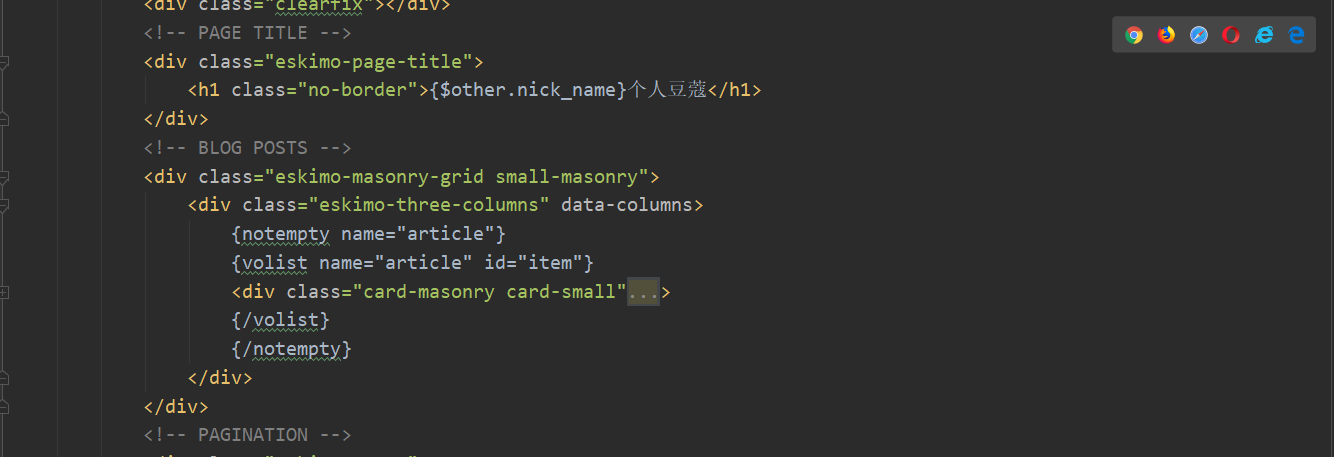 <div class="clearfix"></div>
<!-- PAGE TITLE -->
<div class="eskimo-page-title">
<h1 class="no-border">{$other.nick_name}个人豆蔻</h1>
</div>
<!-- BLOG POSTS -->
<div class="eskimo-masonry-grid small-masonry">
<div class="eskimo-three-columns" data-columns>
{notempty name="article"}
{volist name="article" id="item"}
<div class="card-masonry card-small"...>
{/volist}
{/notempty}
</div>
</div>
<!-- PAGINATION -->